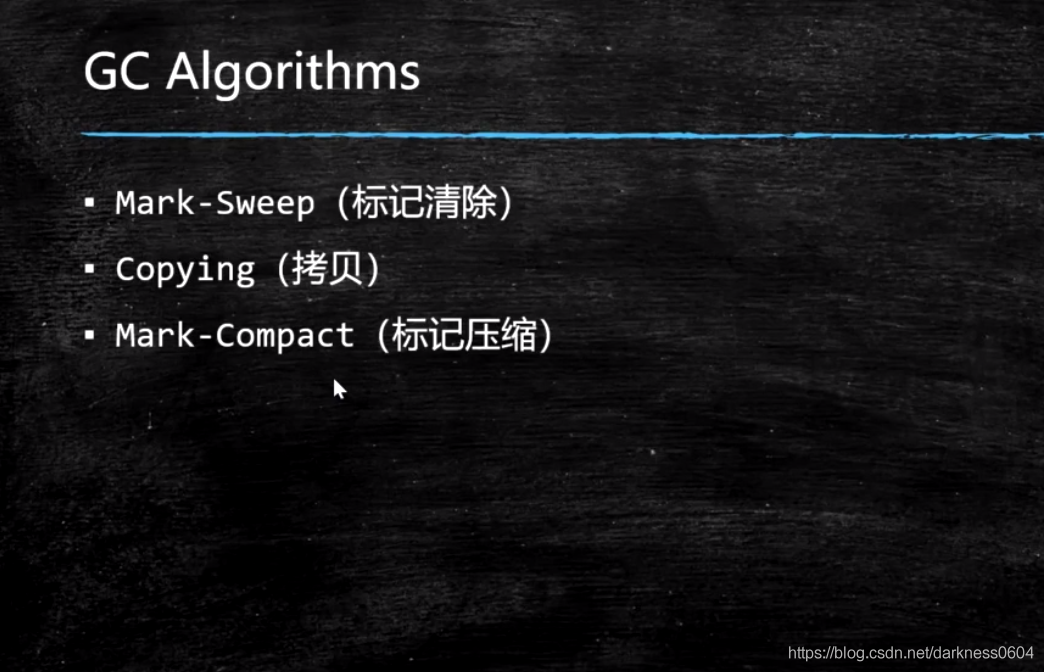 GC Algorithms
▪ Mark-Sweep（标记清除）
▪ Copying（拷贝）
▪ Mark-Compact（标记压缩）
https://blog.csdn.net/darkness0604